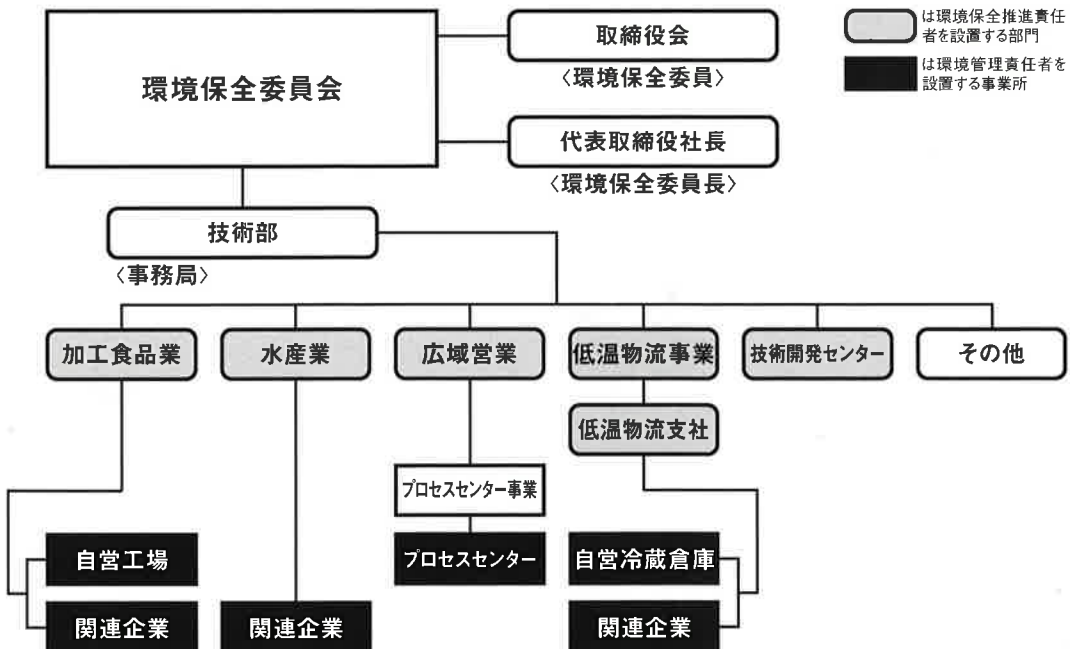 環境保全委員会
取締役会
〈環境保全委員〉
代表取締役社長
〈環境保全委員長〉
は環境保全推進責任
者を設置する部門
は環境管理責任者を
設置する事業所
技術部
〈事務局〉
加工食品業
水産業
広域営業
低温物流事業
技術開発センター
その他
低温物流支社
プロセスセンター事業
自営工場
プロセスセンター
自営冷蔵倉庫
関連企業
関連企業
関連企業